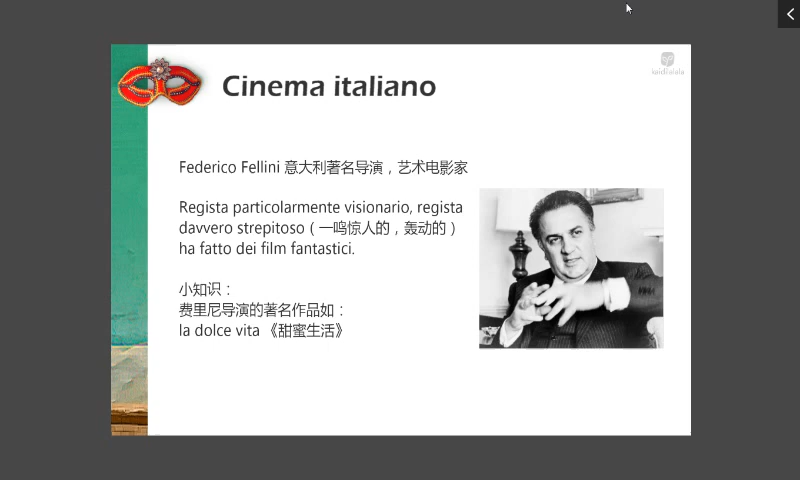 kaidilalala
Cinema italiano
Federico Fellini 意大利著名导演，艺术电影家
Regista particolarmente visionario, regista
davvero strepitoso（一鸣惊人的，轰动的）
ha fatto dei film fantastici.
小知识：
费里尼导演的著名作品如：
la dolce vita 《甜蜜生活》